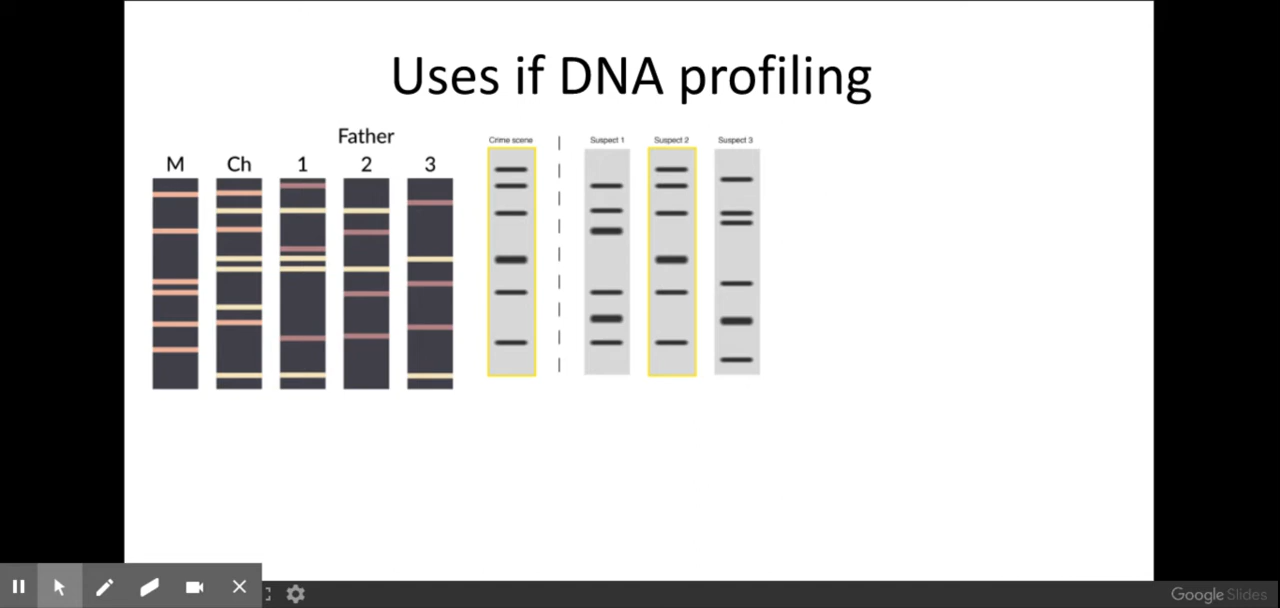 Uses if DNA profiling
Father
M Ch 1 2 3
Crime scene Suspect 1 Suspect 2 Suspect 3
Google Slides